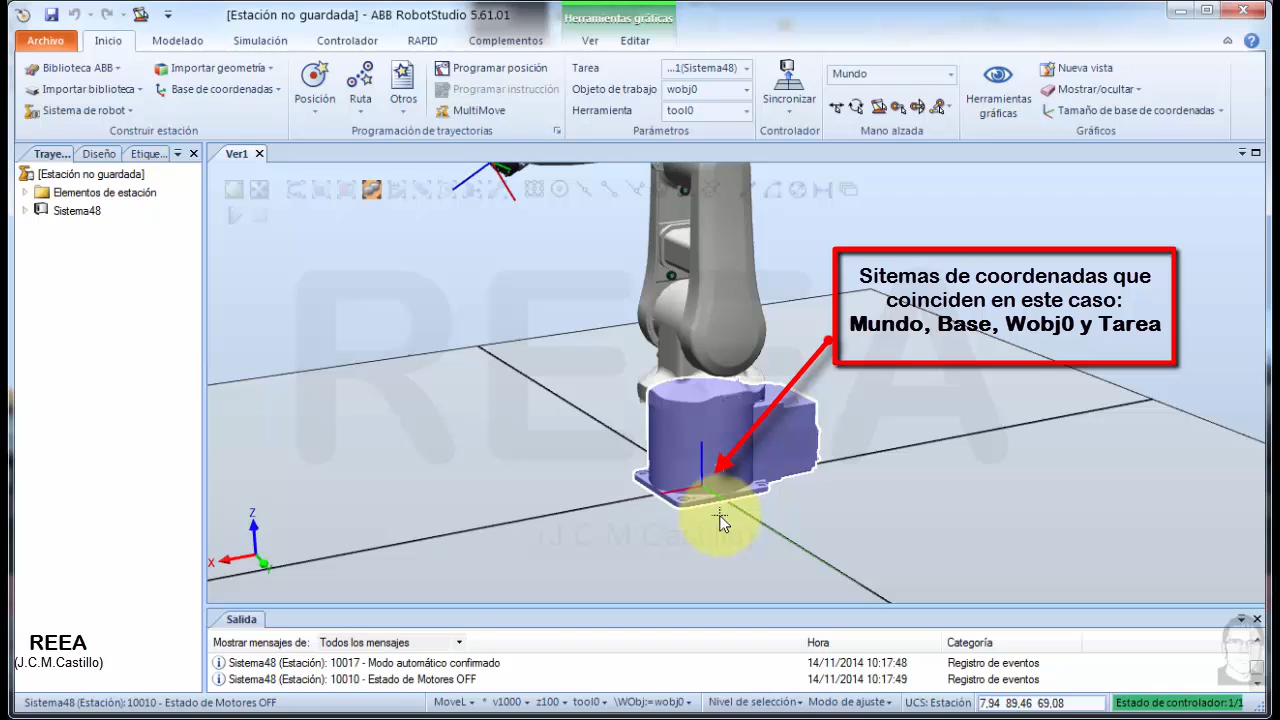 [Estación no guardada] - ABB RobotStudio 5.61.01
Herramientas gráficas
Archivo Inicio Modelado Simulación Controlador RAPID Complementos Ver Editar
Biblioteca ABB
Importar biblioteca
Sistema de robot
Importar geometría
Base de coordenadas
Construir estación
Posición
Ruta
Otros
Programar posición
Programar instrucción
MultiMove
Programación de trayectorias
Tarea ...1(Sistema48)
Objeto de trabajo wobj0
Herramienta tool0
Parámetros
Sincronizar
Controlador
Mundo
Mano alzada
Herramientas
gráficas
Nueva vista
Mostrar/ocultar
Tamaño de base de coordenadas
Gráficos
Traye... Diseño Etique...
Ver1
[Estación no guardada]
Elementos de estación
Sistema48
REEA
(J.C.M.Castillo)
Sitemas de coordenadas que
coinciden en este caso:
Mundo, Base, Wobj0 y Tarea
Z
X
Y
REEA
(J.C.M.Castillo)
Salida
Mostrar mensajes de: Todos los mensajes Hora Categoría
Sistema48 (Estación): 10017 - Modo automático confirmado 14/11/2014 10:17:48 Registro de eventos
Sistema48 (Estación): 10010 - Estado de Motores OFF 14/11/2014 10:17:49 Registro de eventos
Sistema48 (Estación): 10010 - Estado de Motores OFF MoveL * v1000 z100 tool0 \WObj:=wobj0 Nivel de selección Modo de ajuste UCS: Estación 7,94 89,46 69,08 Estado de controlador: 1/1